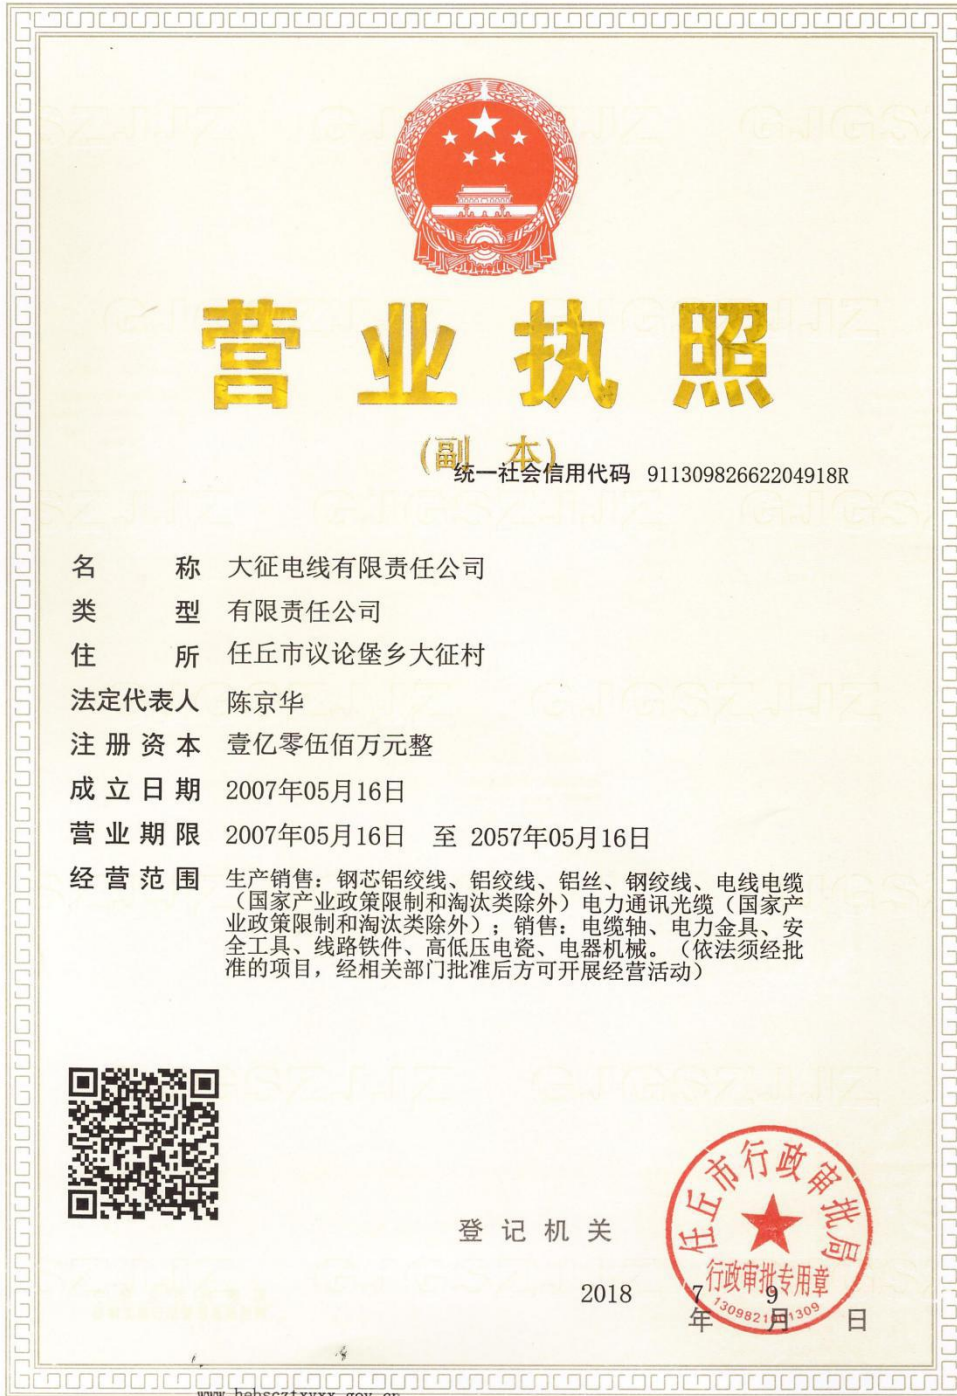 营业执照
(副 本)
统一社会信用代码 91130982662204918R
名 称 大征电线有限责任公司
类 型 有限责任公司
住 所 任丘市议论堡乡大征村
法定代表人 陈京华
注册资本 壹亿零伍佰万元整
成立日期 2007年05月16日
营业期限 2007年05月16日 至 2057年05月16日
经营范围 生产销售：钢芯铝绞线、铝绞线、铝丝、钢绞线、电线电缆
（国家产业政策限制和淘汰类除外）电力通讯光缆（国家产
业政策限制和淘汰类除外）；销售：电缆轴、电力金具、安
全工具、线路铁件、高低压电瓷、电器机械。（依法须经批
准的项目，经相关部门批准后方可开展经营活动）
登记机关
任丘市行政审批局
行政审批专用章
1309821001309
2018 7 9
年 月 日